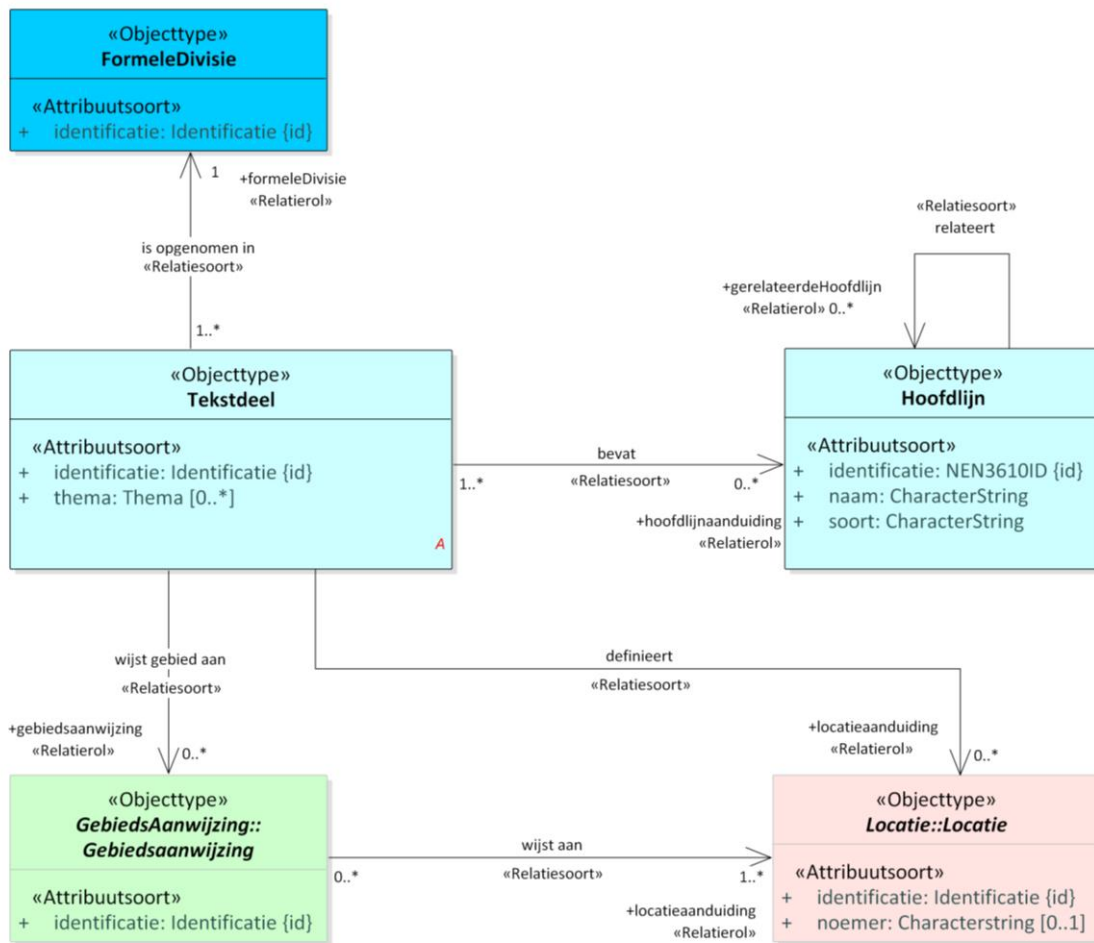 «Objecttype»
FormeleDivisie
«Attribuutsoort»
+ identificatie: Identificatie {id}
1
+formeleDivisie
«Relatierol»
is opgenomen in
«Relatiesoort»
1..*
«Relatiesoort»
relateert
+gerelateerdeHoofdlijn
«Relatierol» 0..*
«Objecttype»
Tekstdeel
«Attribuutsoort»
+ identificatie: Identificatie {id}
+ thema: Thema [0..*]
A
bevat
1..*
«Relatiesoort»
0..*
+hoofdlijnaanduiding
«Relatierol»
«Objecttype»
Hoofdlijn
«Attribuutsoort»
+ identificatie: NEN3610ID {id}
+ naam: CharacterString
+ soort: CharacterString
wijst gebied aan
«Relatiesoort»
+gebiedsaanwijzing
«Relatierol»
0..*
definieert
«Relatiesoort»
+locatieaanduiding
«Relatierol»
0..*
«Objecttype»
GebiedsAanwijzing::
Gebiedsaanwijzing
«Attribuutsoort»
+ identificatie: Identificatie {id}
wijst aan
0..*
«Relatiesoort»
1..*
+locatieaanduiding
«Relatierol»
«Objecttype»
Locatie::Locatie
«Attribuutsoort»
+ identificatie: Identificatie {id}
+ noemer: Characterstring [0..1]